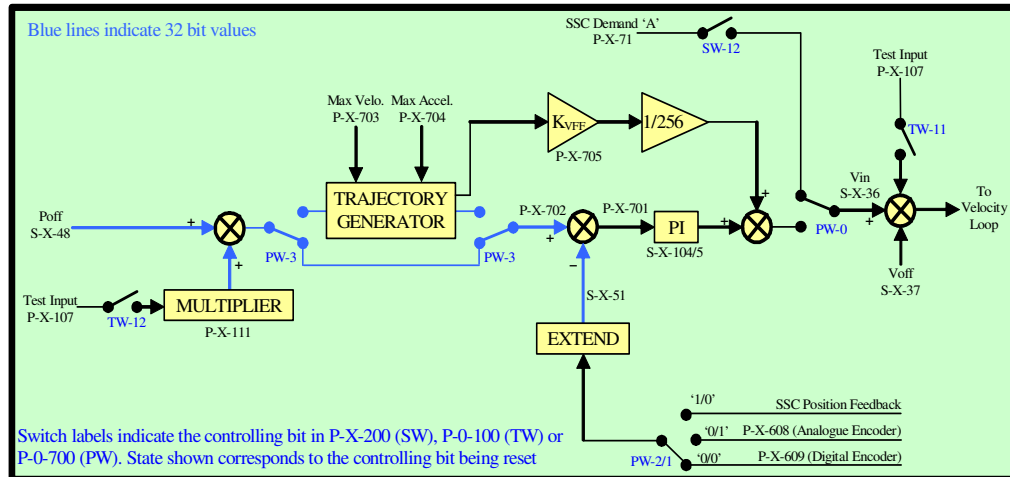 Blue lines indicate 32 bit values
SSC Demand ‘A’
P-X-71
SW-12
Test Input
P-X-107
TW-11
Max Velo.
P-X-703
Max Accel.
P-X-704
KVFF
P-X-705
1/256
TRAJECTORY
GENERATOR
Poff
S-X-48
+
+
PW-3
PW-3
P-X-702
+
−
P-X-701
PI
S-X-104/5
+
+
PW-0
Vin
S-X-36
+
To
Velocity
Loop
Voff
S-X-37
Test Input
P-X-107
TW-12
MULTIPLIER
P-X-111
S-X-51
EXTEND
‘1/0’
SSC Position Feedback
‘0/1’
P-X-608 (Analogue Encoder)
PW-2/1
‘0/0’
P-X-609 (Digital Encoder)
Switch labels indicate the controlling bit in P-X-200 (SW), P-0-100 (TW) or
P-0-700 (PW). State shown corresponds to the controlling bit being reset